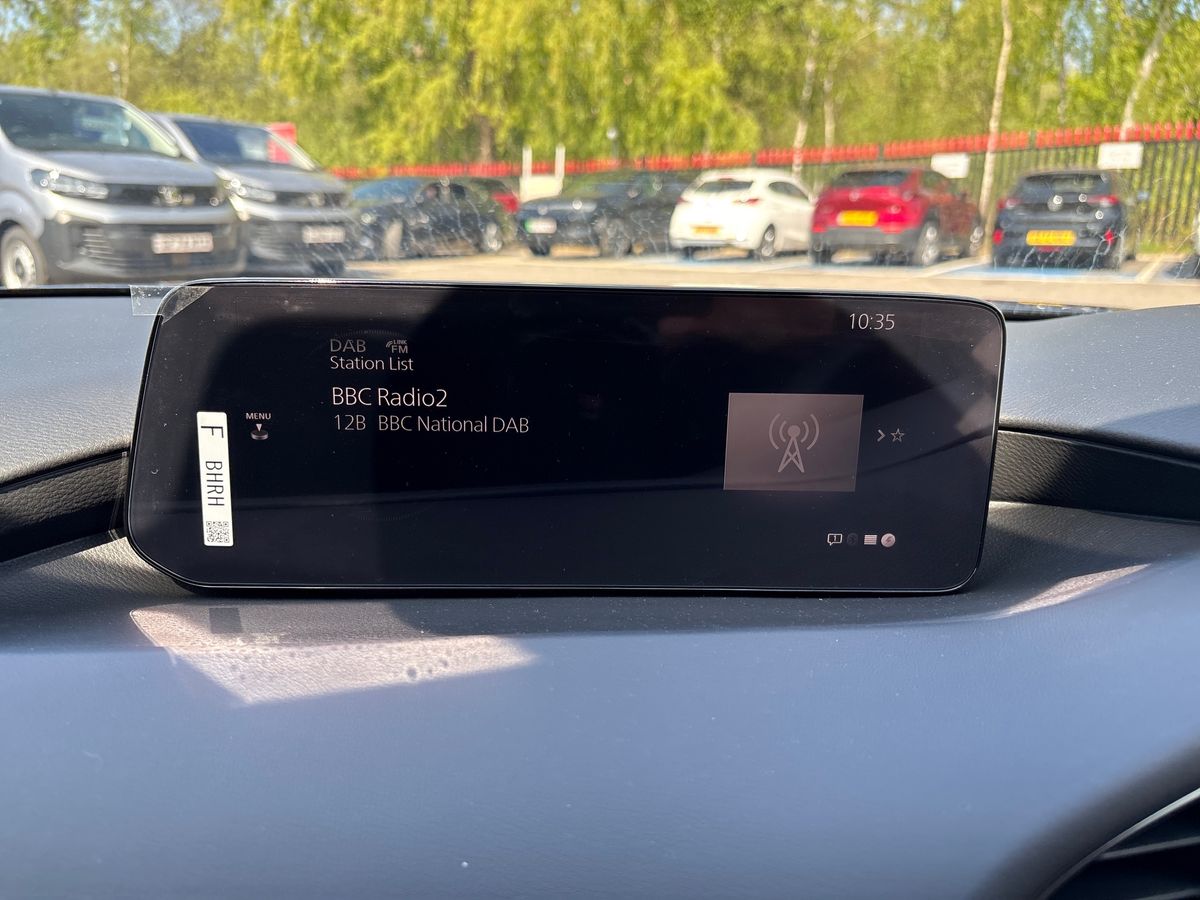 10:35
DAB LINK FM
Station List
BBC Radio2
12B BBC National DAB
MENU
F BHRH